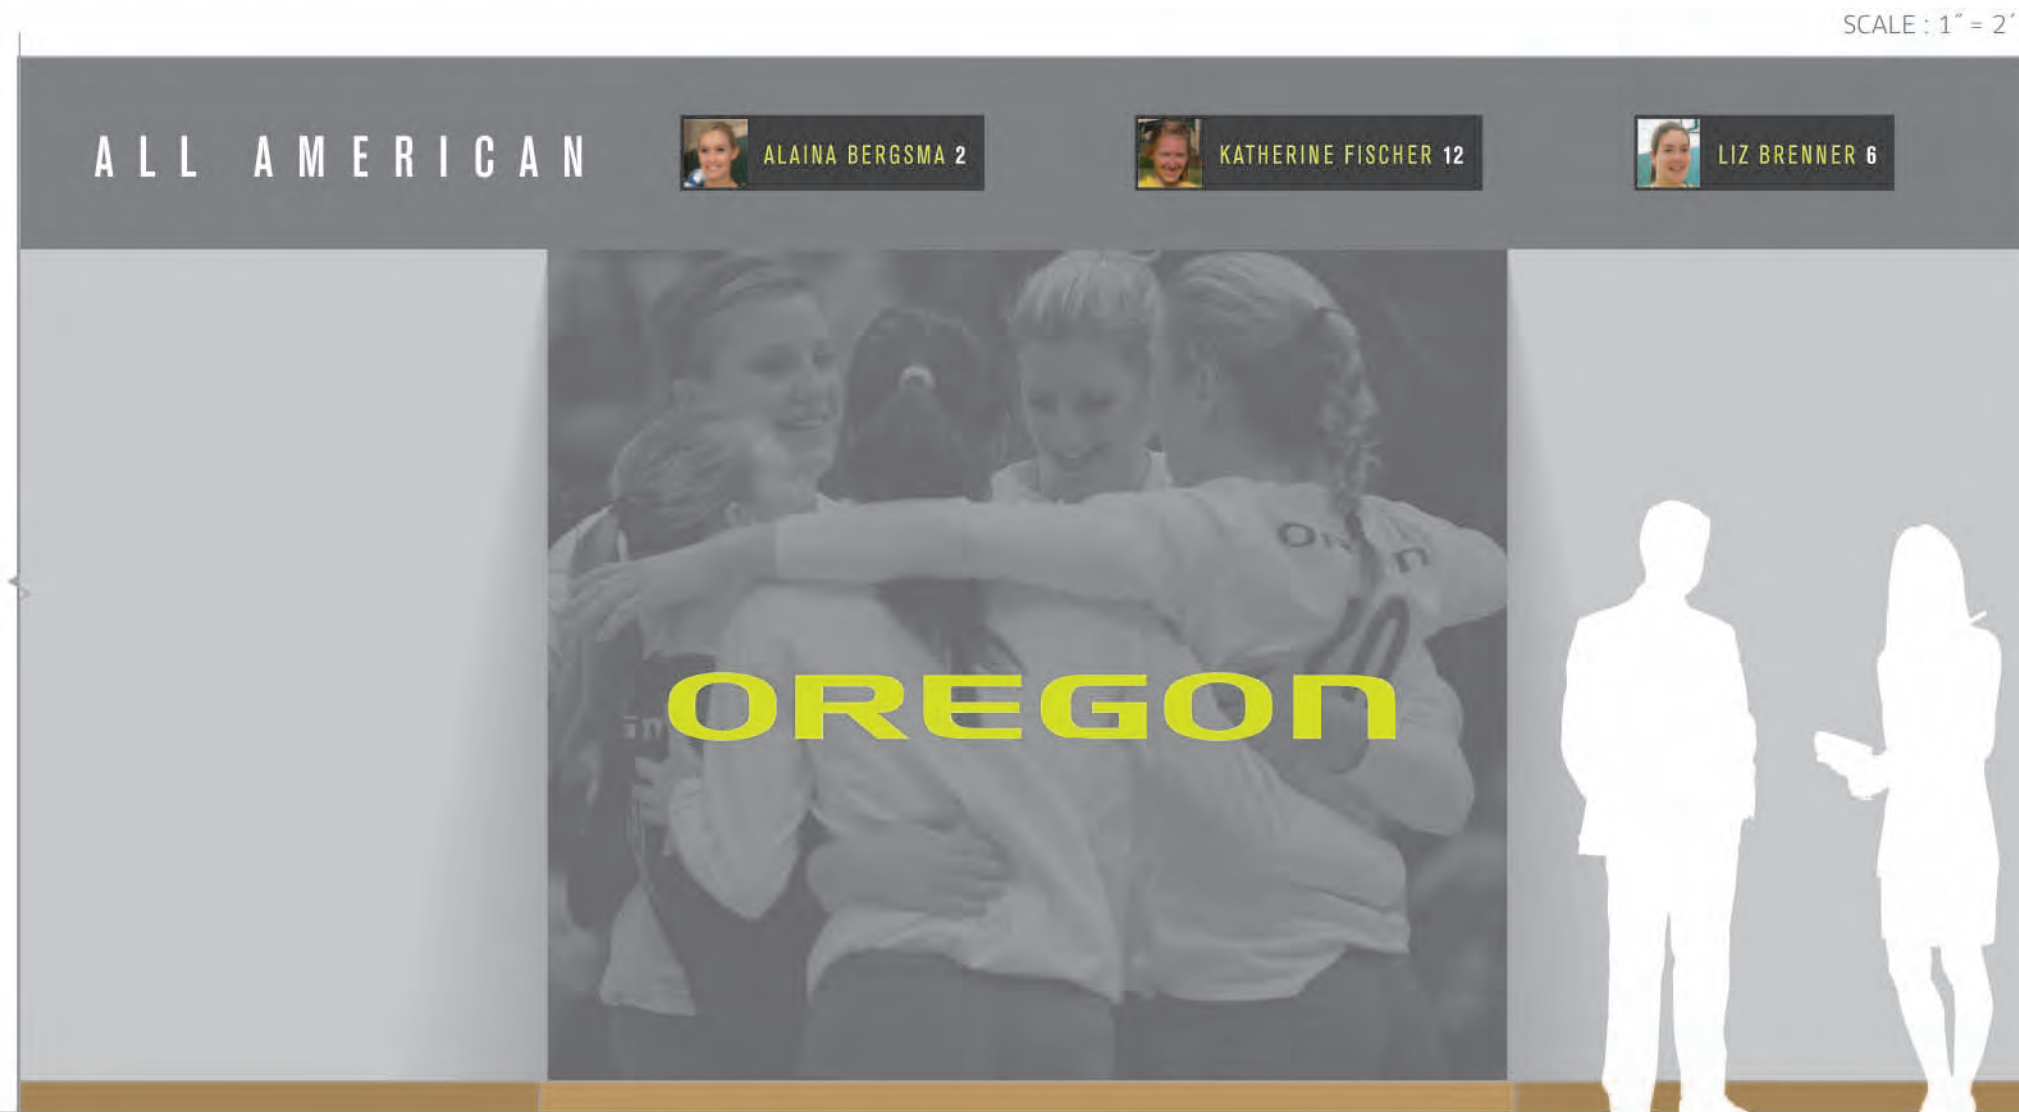 SCALE : 1″ = 2′
ALL AMERICAN
ALAINA BERGSMA 2
KATHERINE FISCHER 12
LIZ BRENNER 6
OREGON